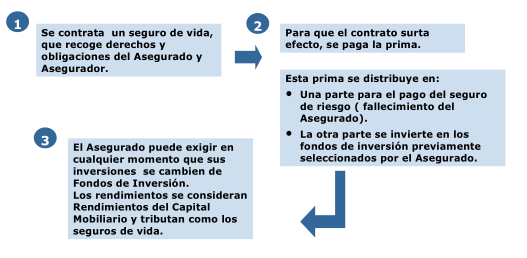 1
Se contrata un seguro de vida,
que recoge derechos y
obligaciones del Asegurado y
Asegurador.
2
Para que el contrato surta
efecto, se paga la prima.
Esta prima se distribuye en:
• Una parte para el pago del seguro
de riesgo ( fallecimiento del
Asegurado).
• La otra parte se invierte en los
fondos de inversión previamente
seleccionados por el Asegurado.
3
El Asegurado puede exigir en
cualquier momento que sus
inversiones se cambien de
Fondos de Inversión.
Los rendimientos se consideran
Rendimientos del Capital
Mobiliario y tributan como los
seguros de vida.